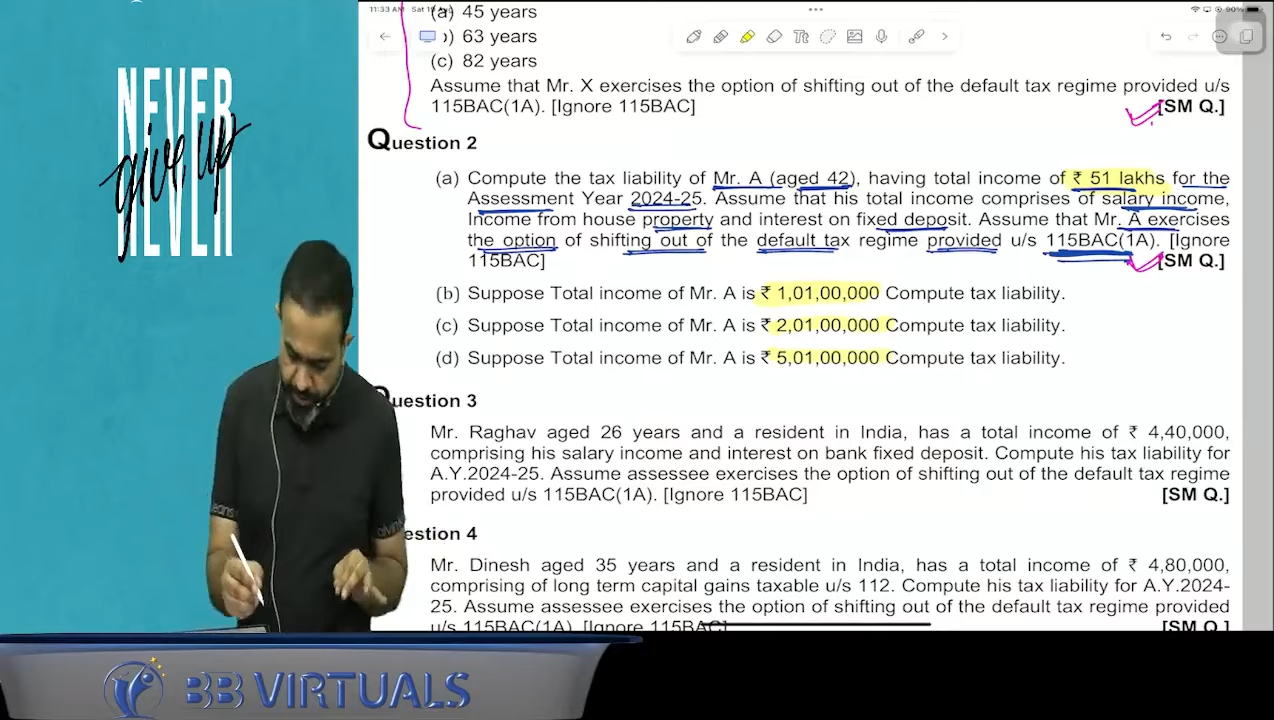 11:33 AM Sat 1
90%
(a) 45 years
b) 63 years
(c) 82 years
Assume that Mr. X exercises the option of shifting out of the default tax regime provided u/s
115BAC(1A). [Ignore 115BAC]
[SM Q.]
Question 2
(a) Compute the tax liability of Mr. A (aged 42), having total income of ₹ 51 lakhs for the
Assessment Year 2024-25. Assume that his total income comprises of salary income,
Income from house property and interest on fixed deposit. Assume that Mr. A exercises
the option of shifting out of the default tax regime provided u/s 115BAC(1A). [Ignore
115BAC]
[SM Q.]
(b) Suppose Total income of Mr. A is ₹ 1,01,00,000 Compute tax liability.
(c) Suppose Total income of Mr. A is ₹ 2,01,00,000 Compute tax liability.
(d) Suppose Total income of Mr. A is ₹ 5,01,00,000 Compute tax liability.
uestion 3
Mr. Raghav aged 26 years and a resident in India, has a total income of ₹ 4,40,000,
comprising his salary income and interest on bank fixed deposit. Compute his tax liability for
A.Y.2024-25. Assume assessee exercises the option of shifting out of the default tax regime
provided u/s 115BAC(1A). [Ignore 115BAC]
[SM Q.]
estion 4
Mr. Dinesh aged 35 years and a resident in India, has a total income of ₹ 4,80,000,
comprising of long term capital gains taxable u/s 112. Compute his tax liability for A.Y.2024-
25. Assume assessee exercises the option of shifting out of the default tax regime provided
u/s 115BAC(1A). [Ignore 115BAC]
[SM Q.]
NEVER
give up
NEVER
BB VIRTUALS